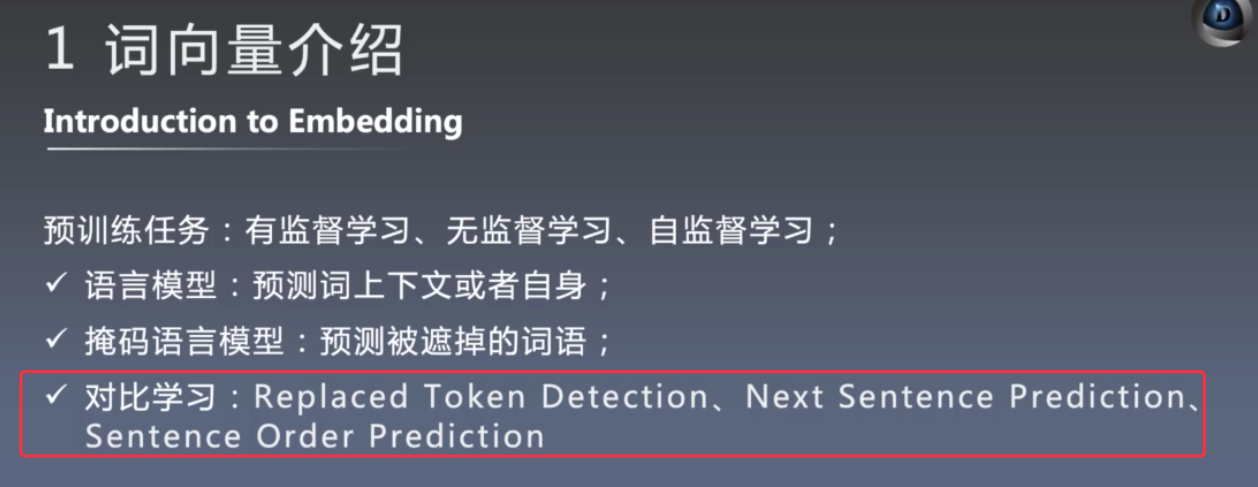 1 词向量介绍
Introduction to Embedding
预训练任务：有监督学习、无监督学习、自监督学习；
✓ 语言模型：预测词上下文或者自身；
✓ 掩码语言模型：预测被遮掉的词语；
✓ 对比学习：Replaced Token Detection、Next Sentence Prediction、
Sentence Order Prediction
D